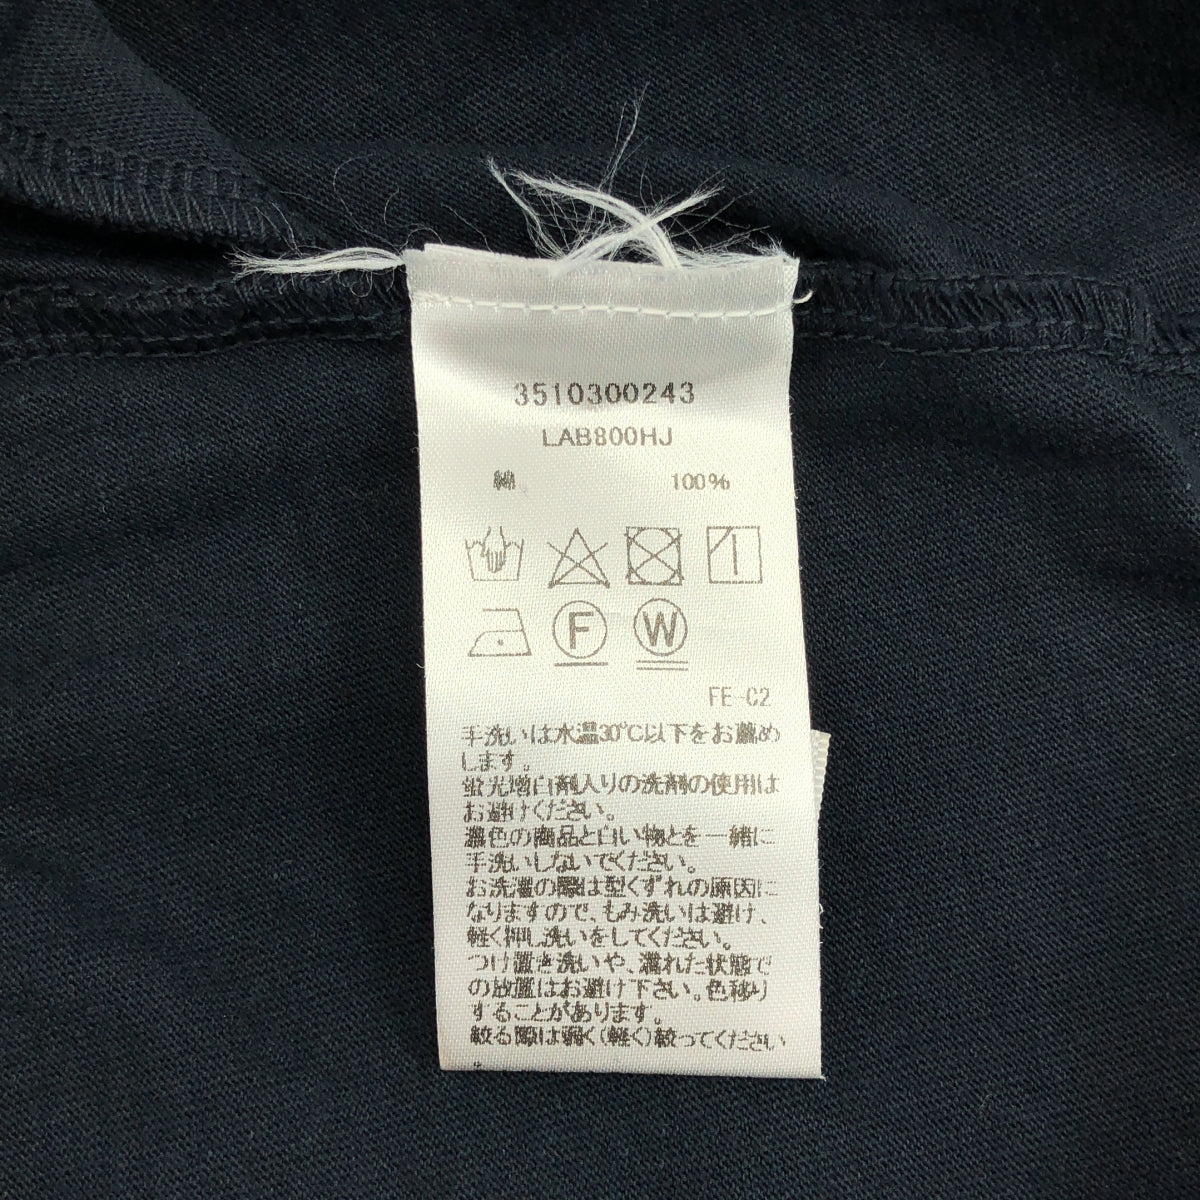 3510300243
LAB800HJ
綿 100%
F W
FE-C2
手洗いは水温30℃以下をお薦め
します。
蛍光増白剤入りの洗剤の使用は
お避けください。
濃色の商品と白い物とを一緒に
手洗いしないでください。
お洗濯の際は型くずれの原因に
なりますので、もみ洗いは避け、
軽く押し洗いをしてください。
つけ置き洗いや、濡れた状態で
の放置はお避け下さい。色移り
することがあります。
絞る際は弱く(軽く)絞ってください
。